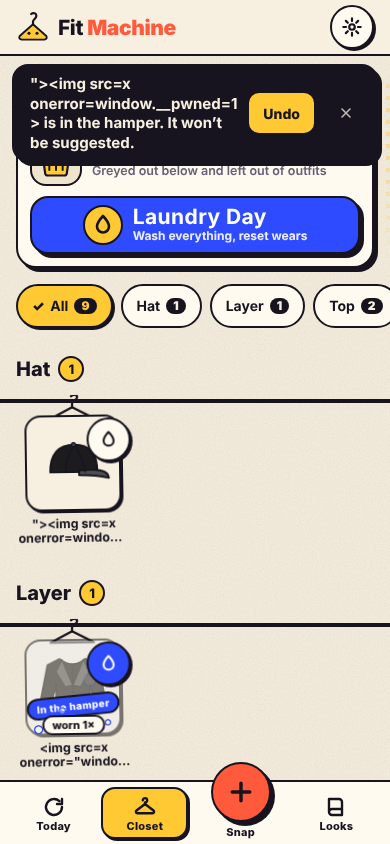 Fit Machine
"><img src=x
onerror=window.__pwned=1
> is in the hamper. It won't
be suggested.
Undo
×
Greyed out below and left out of outfits
Laundry Day
Wash everything, reset wears
✓ All 9
Hat 1
Layer 1
Top 2
Hat 1
"><img src=x
onerror=windo...
Layer 1
In the hamper
worn 1×
<img src=x
onerror="windo...
Today
Closet
Snap
Looks